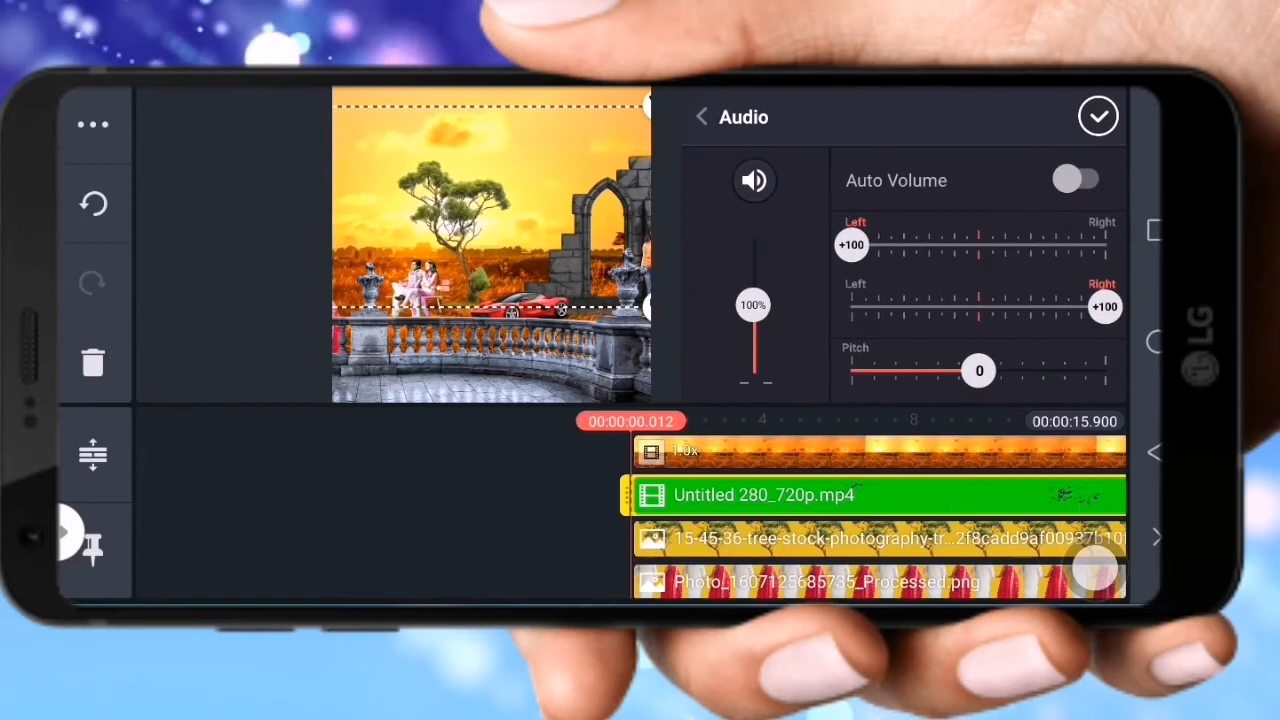 Audio
Auto Volume
Left
Right
+100
Left
Right
+100
100%
Pitch
0
00:00:00.012
4
8
00:00:15.900
1.0x
Untitled 280_720p.mp4
15-45-36-tree-stock-photography-tr...2f8cadd9af00937b10
Photo_1607125685735_Processed.png
LG